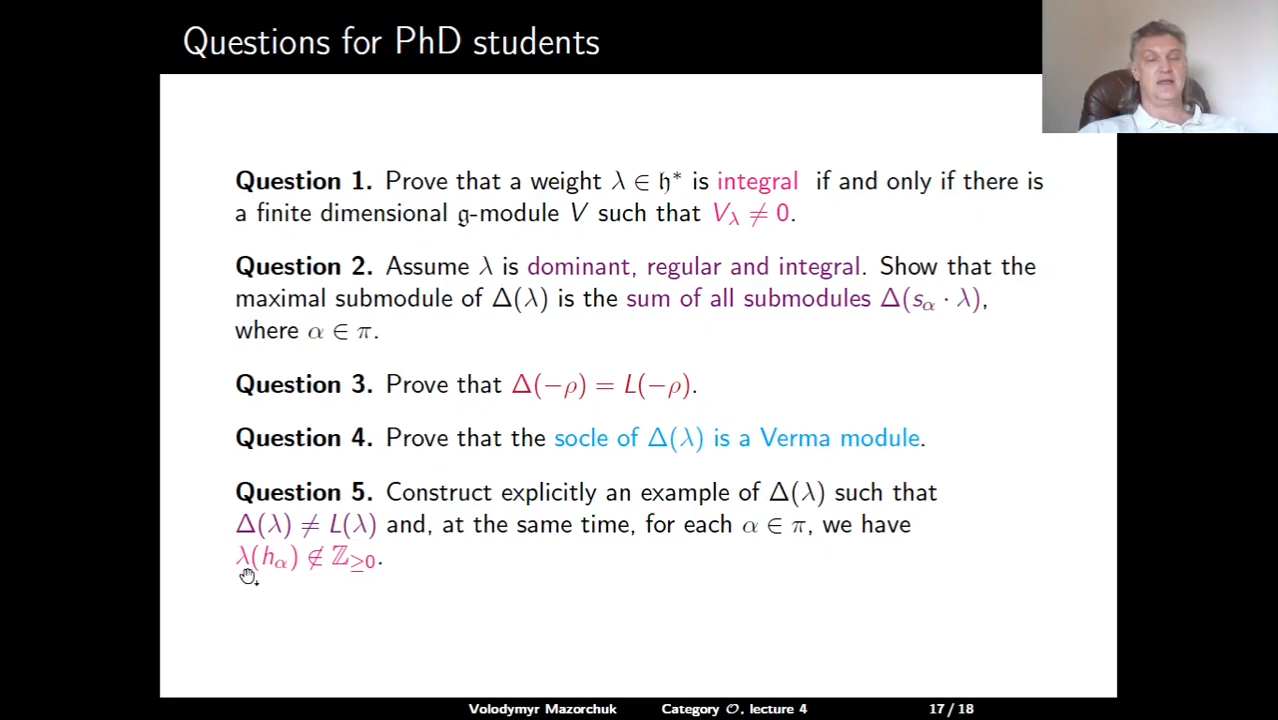 Questions for PhD students
Question 1. Prove that a weight λ ∈ 𝔥* is integral if and only if there is
a finite dimensional 𝔤-module V such that V_λ ≠ 0.
Question 2. Assume λ is dominant, regular and integral. Show that the
maximal submodule of Δ(λ) is the sum of all submodules Δ(s_α · λ),
where α ∈ π.
Question 3. Prove that Δ(−ρ) = L(−ρ).
Question 4. Prove that the socle of Δ(λ) is a Verma module.
Question 5. Construct explicitly an example of Δ(λ) such that
Δ(λ) ≠ L(λ) and, at the same time, for each α ∈ π, we have
λ(h_α) ∉ ℤ_≥0.
Volodymyr Mazorchuk Category 𝒪, lecture 4 17 / 18